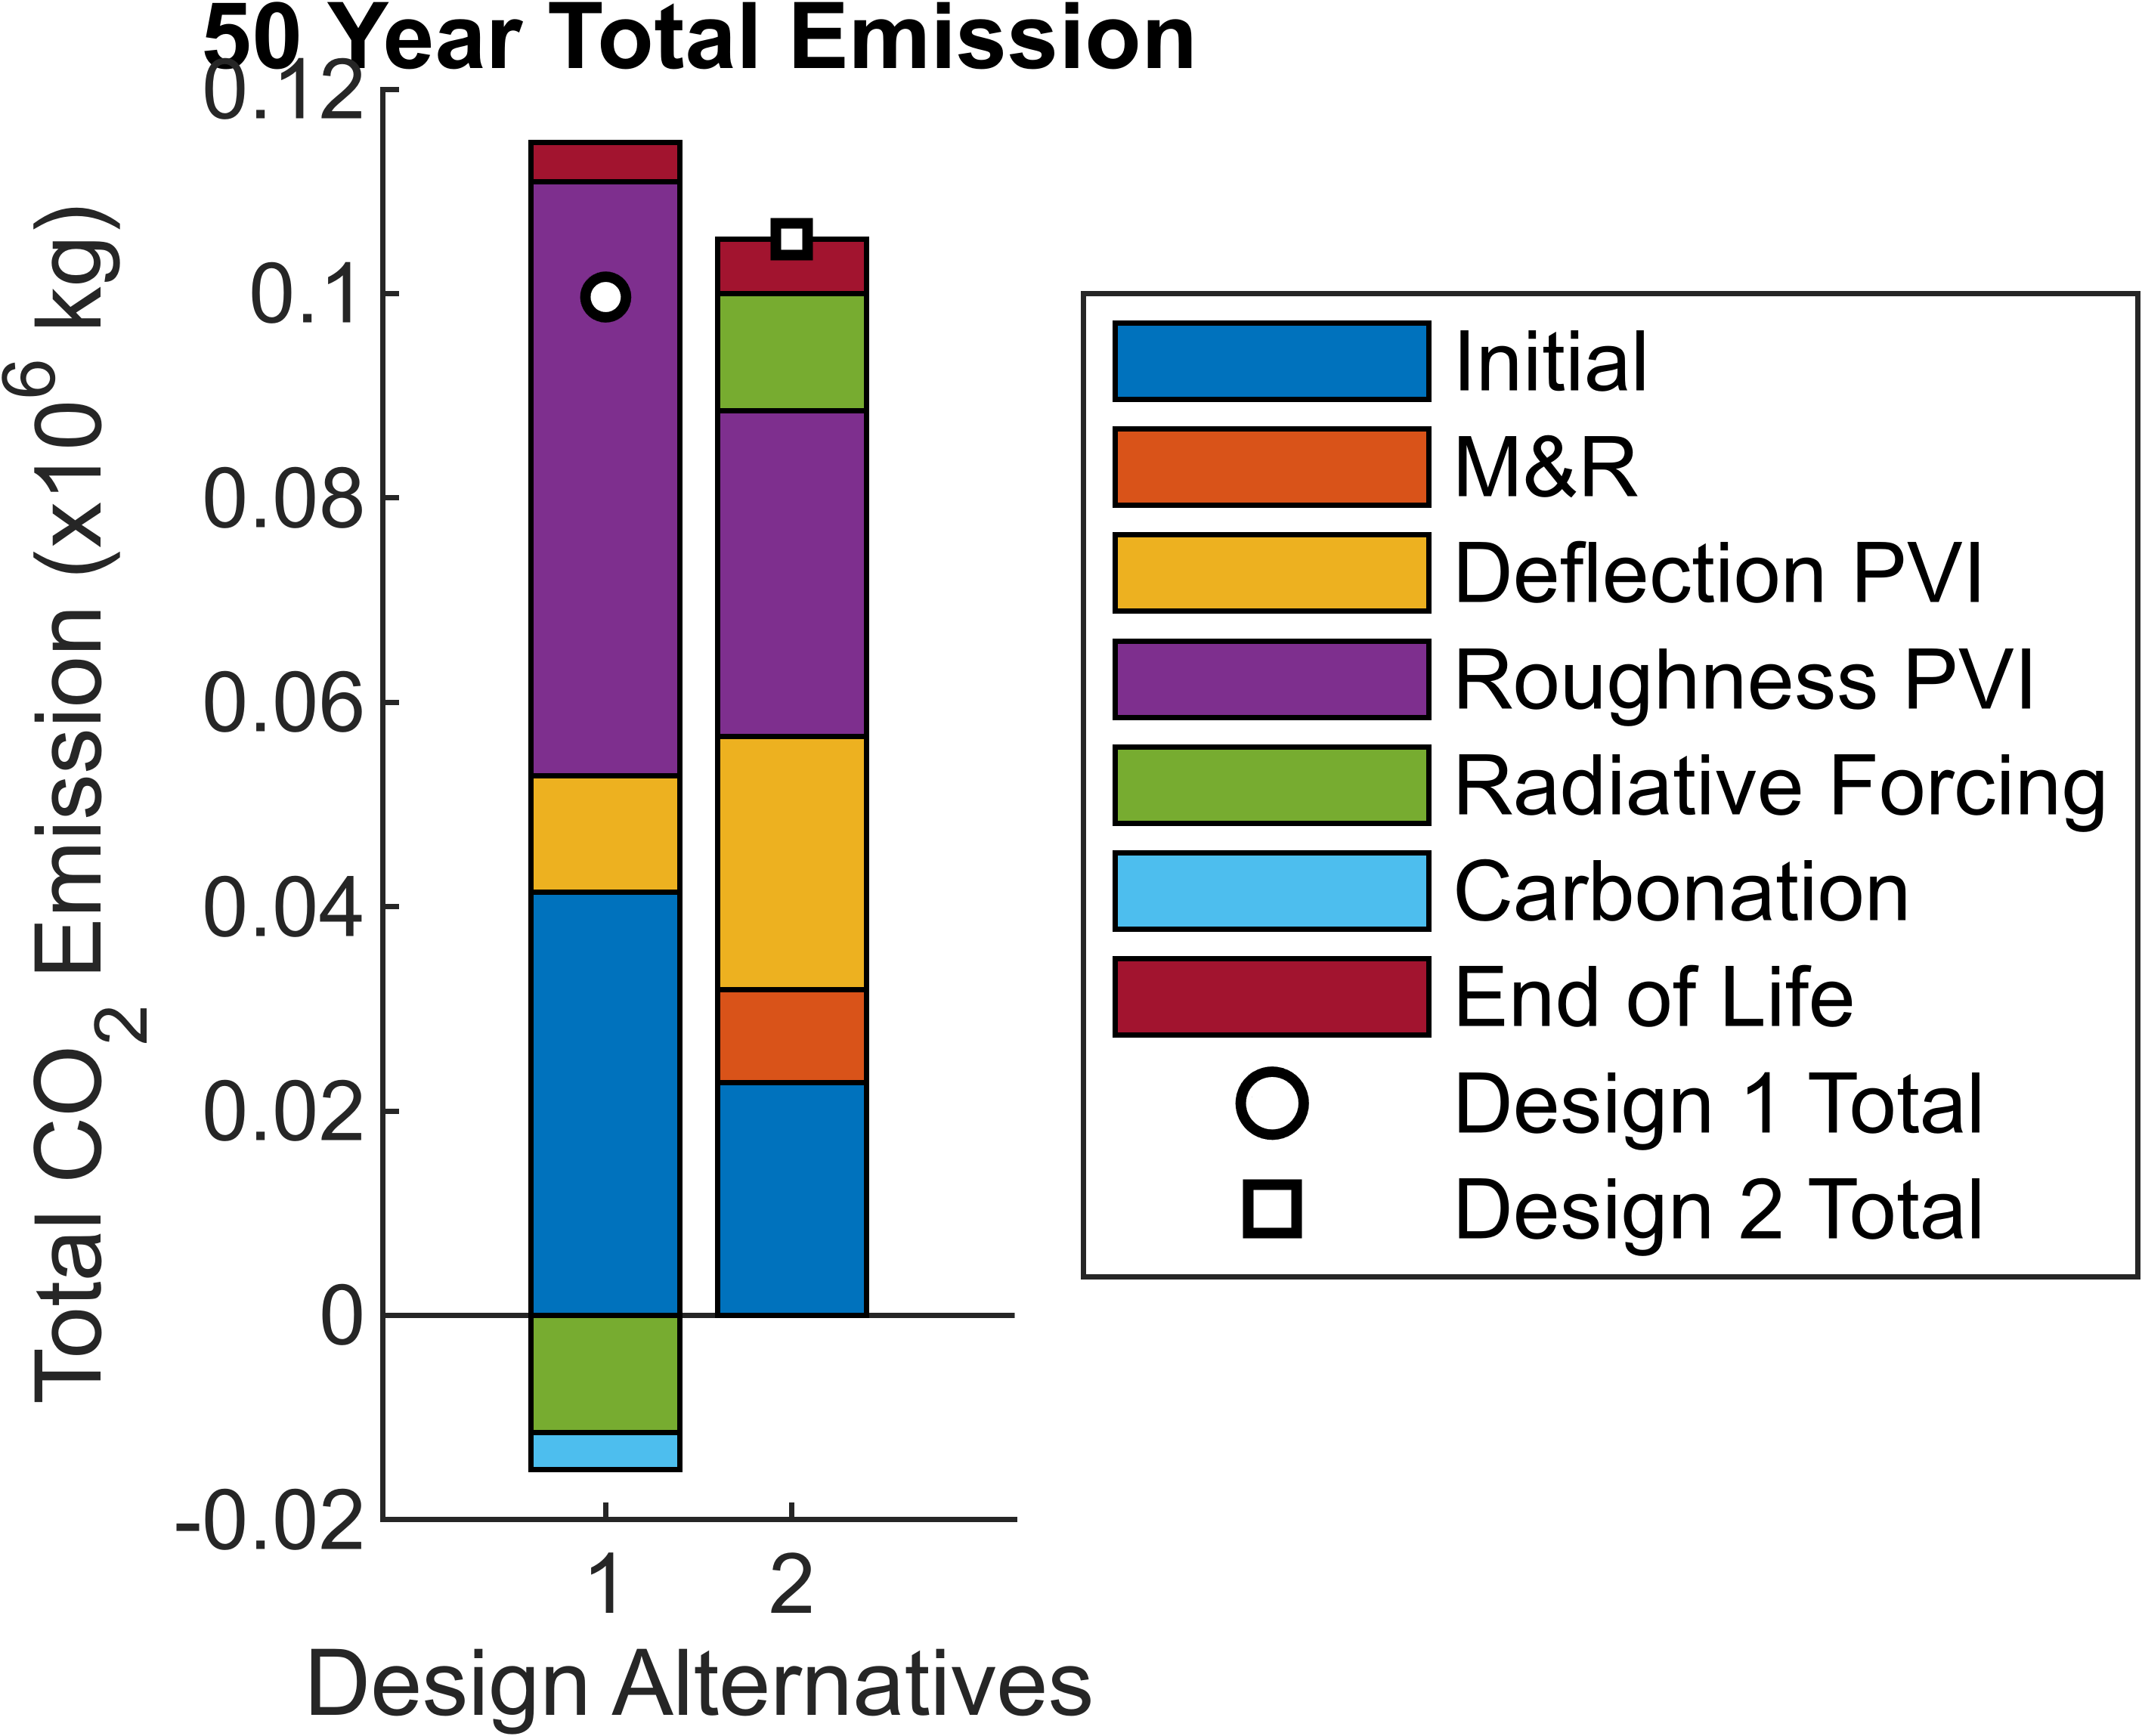 50 Year Total Emission
Total CO₂ Emission (x10⁶ kg)
0.12
0.1
0.08
0.06
0.04
0.02
0
-0.02
1 2
Design Alternatives
Initial
M&R
Deflection PVI
Roughness PVI
Radiative Forcing
Carbonation
End of Life
Design 1 Total
Design 2 Total